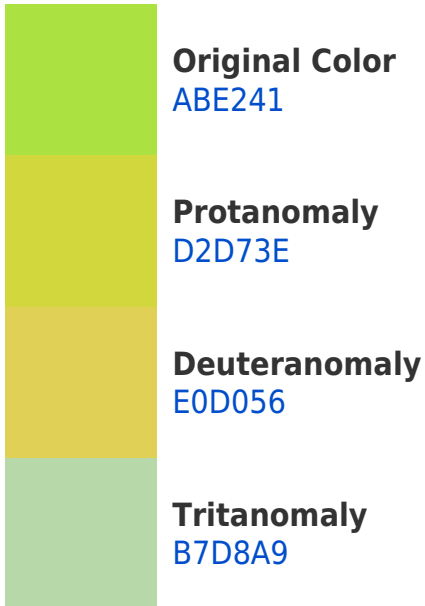 Original Color
ABE241
Protanomaly
D2D73E
Deuteranomaly
E0D056
Tritanomaly
B7D8A9